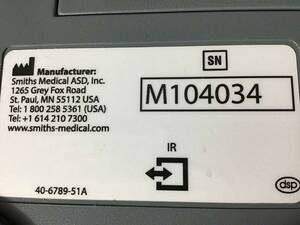 Manufacturer:
Smiths Medical ASD, Inc.
1265 Grey Fox Road
St. Paul, MN 55112 USA
Tel: 1 800 258 5361 (USA)
Tel: +1 614 210 7300
www.smiths-medical.com
SN
M104034
IR
40-6789-51A
dsp